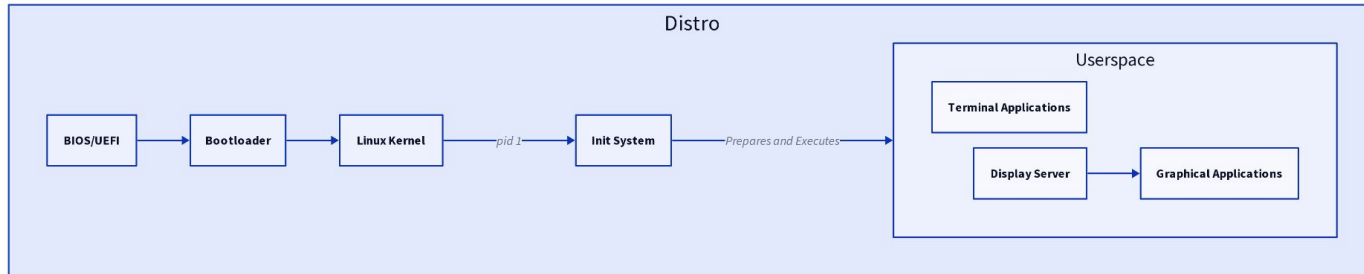 Distro
Userspace
Terminal Applications
BIOS/UEFI
Bootloader
Linux Kernel
pid 1
Init System
Prepares and Executes
Display Server
Graphical Applications